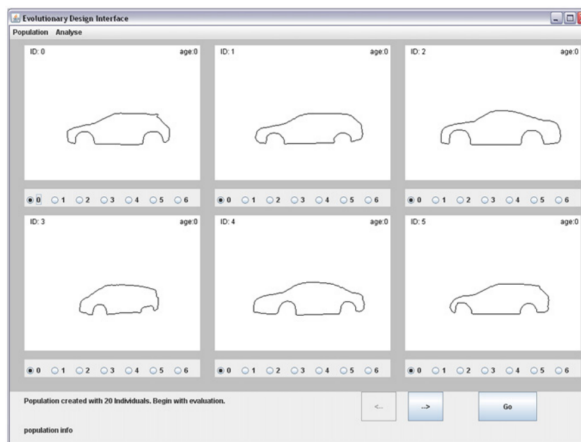 Evolutionary Design Interface
Population Analyse
ID: 0 age:0
ID: 1 age:0
ID: 2 age:0
0 1 2 3 4 5 6
0 1 2 3 4 5 6
0 1 2 3 4 5 6
ID: 3 age:0
ID: 4 age:0
ID: 5 age:0
0 1 2 3 4 5 6
0 1 2 3 4 5 6
0 1 2 3 4 5 6
Population created with 20 Individuals. Begin with evaluation.
<-- --> Go
population info